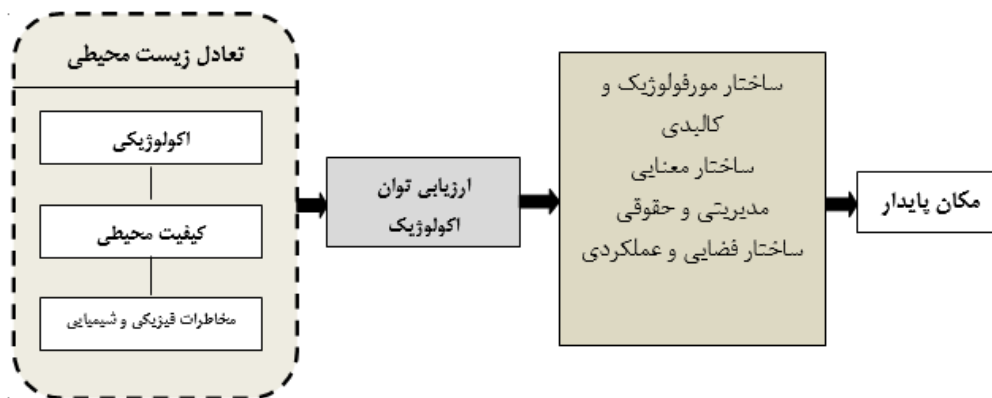 تعادل زیست محیطی
اکولوژیکی
کیفیت محیطی
مخاطرات فیزیکی و شیمیایی
ارزیابی توان
اکولوژیک
ساختار مورفولوژیک و
کالبدی
ساختار معنایی
مدیریتی و حقوقی
ساختار فضایی و عملکردی
مکان پایدار